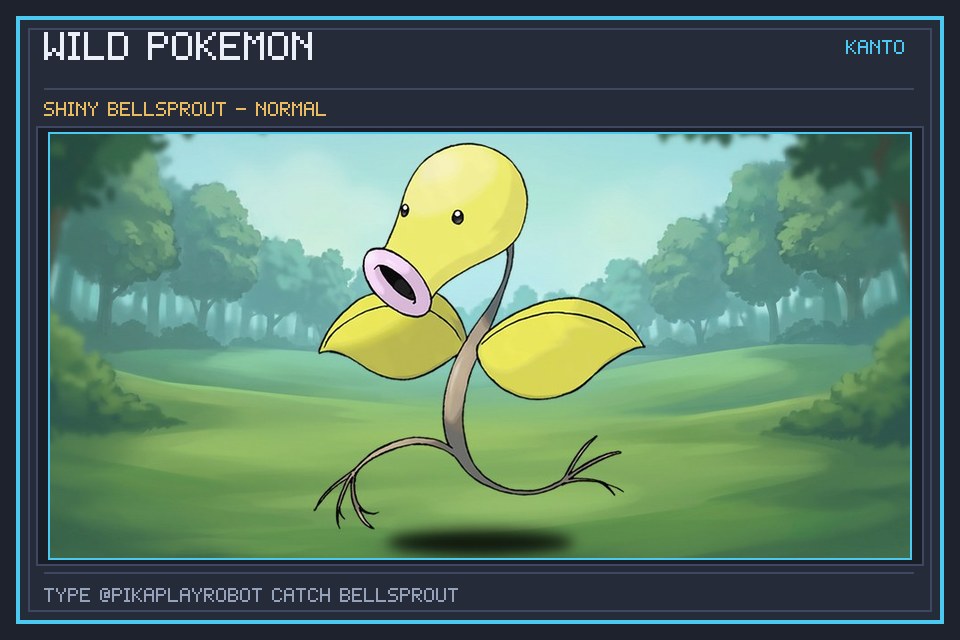 WILD POKEMON
KANTO
SHINY BELLSPROUT - NORMAL
TYPE @PIKAPLAYROBOT CATCH BELLSPROUT